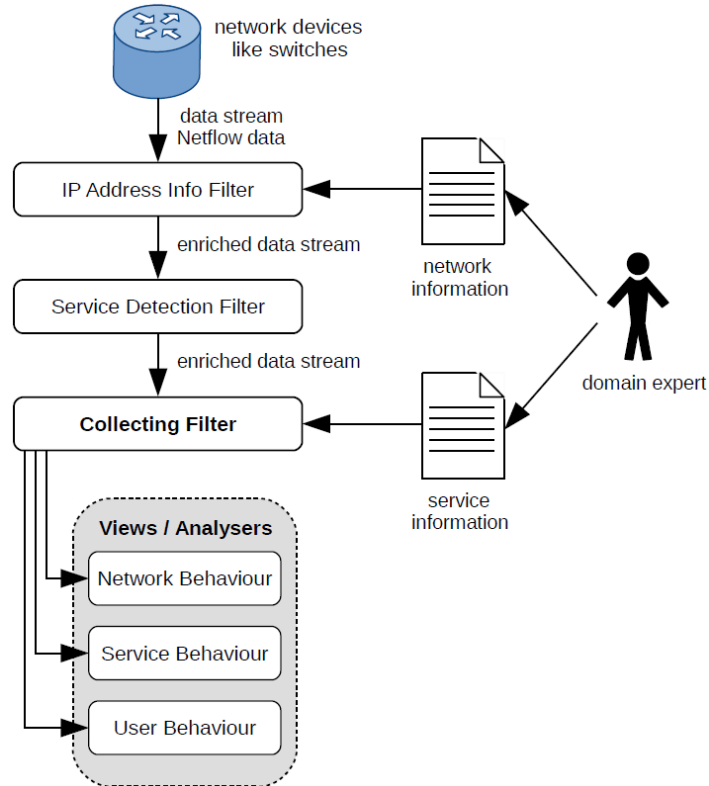 network devices
like switches
data stream
Netflow data
IP Address Info Filter
enriched data stream
network
information
Service Detection Filter
enriched data stream
domain expert
Collecting Filter
service
information
Views / Analysers
Network Behaviour
Service Behaviour
User Behaviour